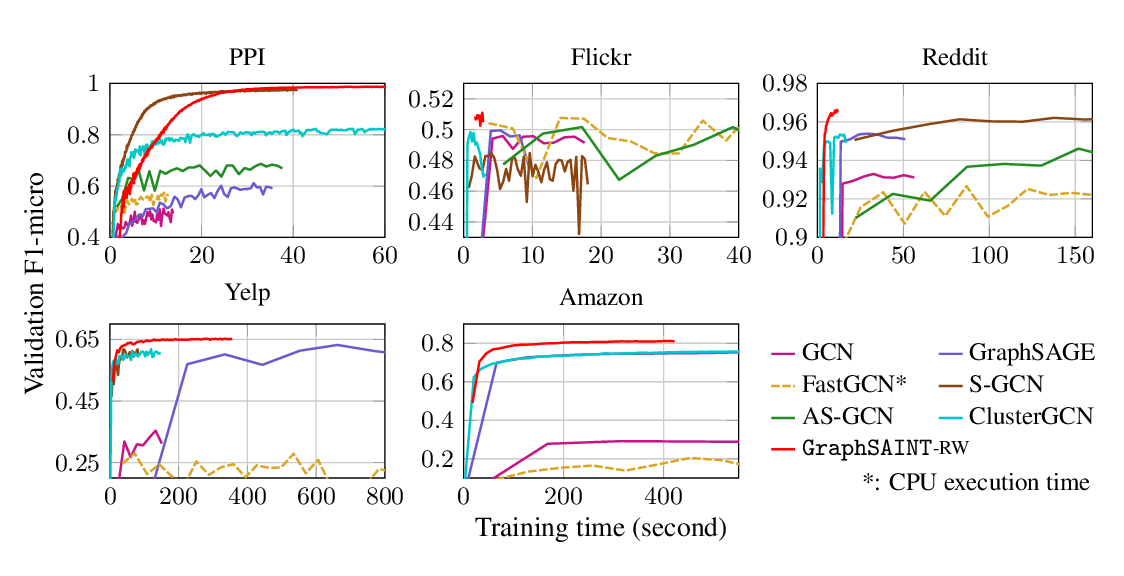 PPI
Flickr
Reddit
1
0.8
0.6
0.4
0 20 40 60
0.52
0.5
0.48
0.46
0.44
0 10 20 30 40
0.98
0.96
0.94
0.92
0.9
0 50 100 150
Validation F1-micro
Yelp
Amazon
0.65
0.45
0.25
0 200 400 600 800
0.8
0.6
0.4
0.2
0 200 400
Training time (second)
GCN GraphSAGE
FastGCN* S-GCN
AS-GCN ClusterGCN
GraphSAINT-RW
*: CPU execution time